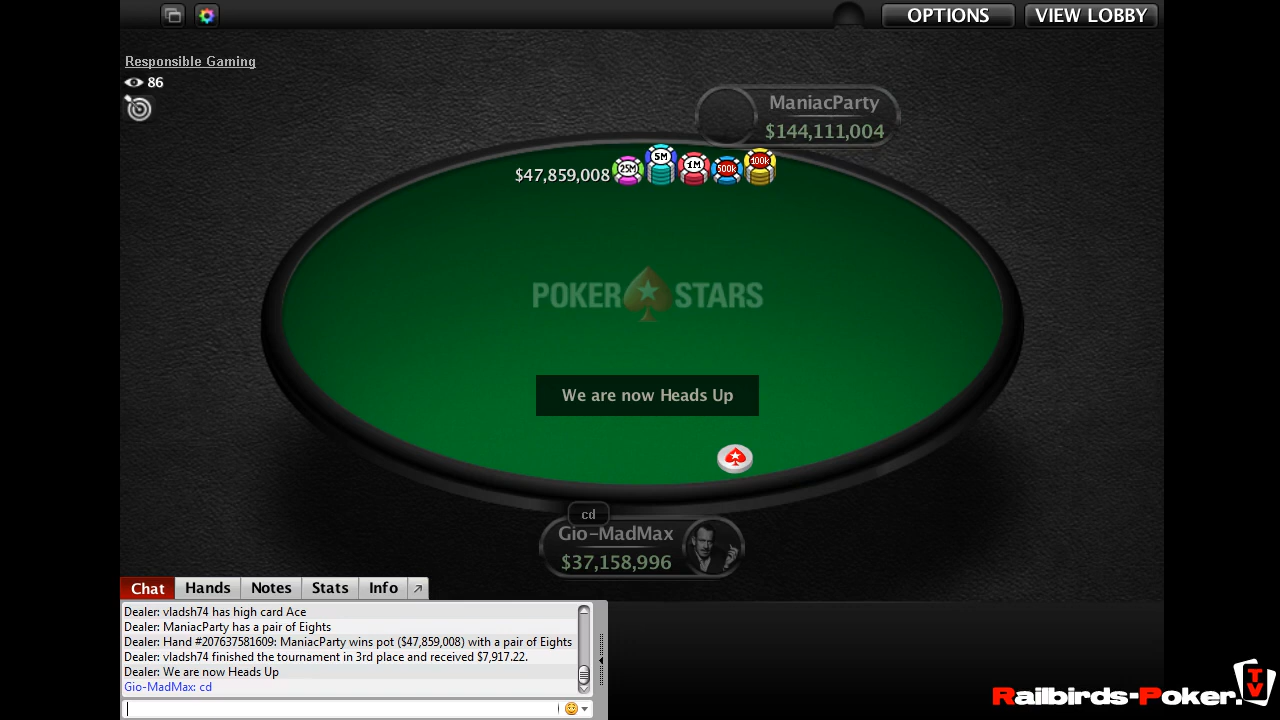 OPTIONS
VIEW LOBBY
Responsible Gaming
86
ManiacParty
$144,111,004
$47,859,008
25M
5M
1M
500k
100k
POKER STARS
We are now Heads Up
cd
Gio-MadMax
$37,158,996
Chat Hands Notes Stats Info
Dealer: vladsh74 has high card Ace
Dealer: ManiacParty has a pair of Eights
Dealer: Hand #207637581609: ManiacParty wins pot ($47,859,008) with a pair of Eights
Dealer: vladsh74 finished the tournament in 3rd place and received $7,917.22.
Dealer: We are now Heads Up
Gio-MadMax: cd
Railbirds-Poker.TV